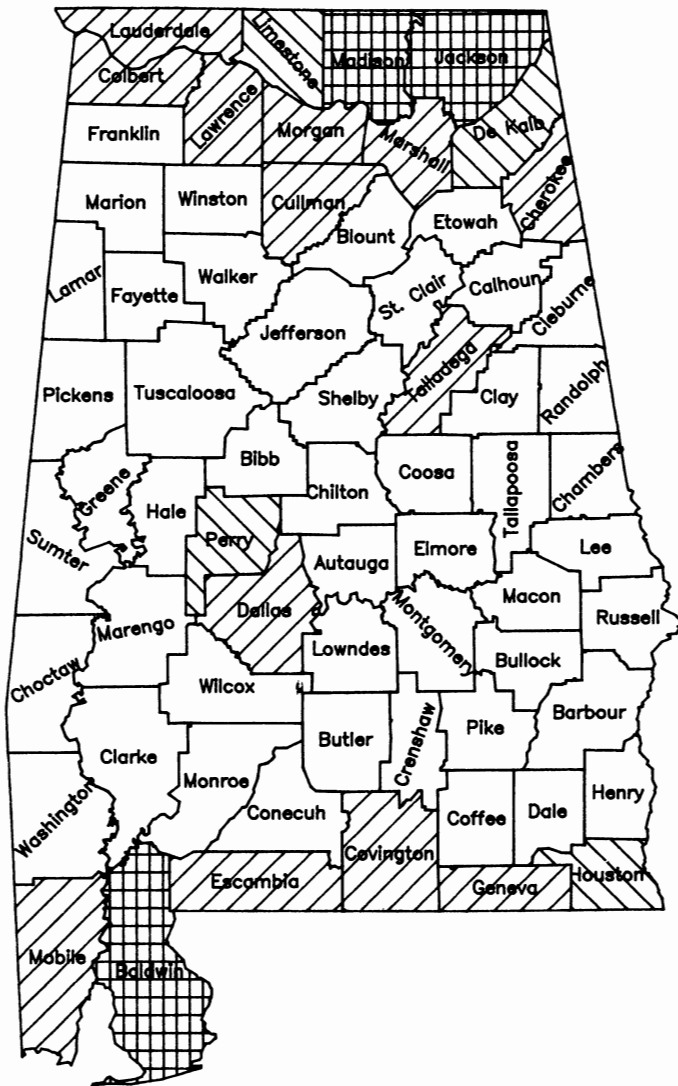 Lauderdale
Limestone
Madison
Jackson
Colbert
Lawrence
Franklin
Morgan
Marshall
De Kalb
Cherokee
Marion
Winston
Cullman
Blount
Etowah
Lamar
Fayette
Walker
St. Clair
Calhoun
Cleburne
Jefferson
Talladega
Pickens
Tuscaloosa
Shelby
Clay
Randolph
Bibb
Coosa
Tallapoosa
Chambers
Greene
Hale
Chilton
Sumter
Perry
Autauga
Elmore
Lee
Marengo
Dallas
Lowndes
Montgomery
Macon
Russell
Choctaw
Wilcox
Bullock
Clarke
Butler
Crenshaw
Pike
Barbour
Washington
Monroe
Conecuh
Coffee
Dale
Henry
Escambia
Covington
Geneva
Houston
Mobile
Baldwin